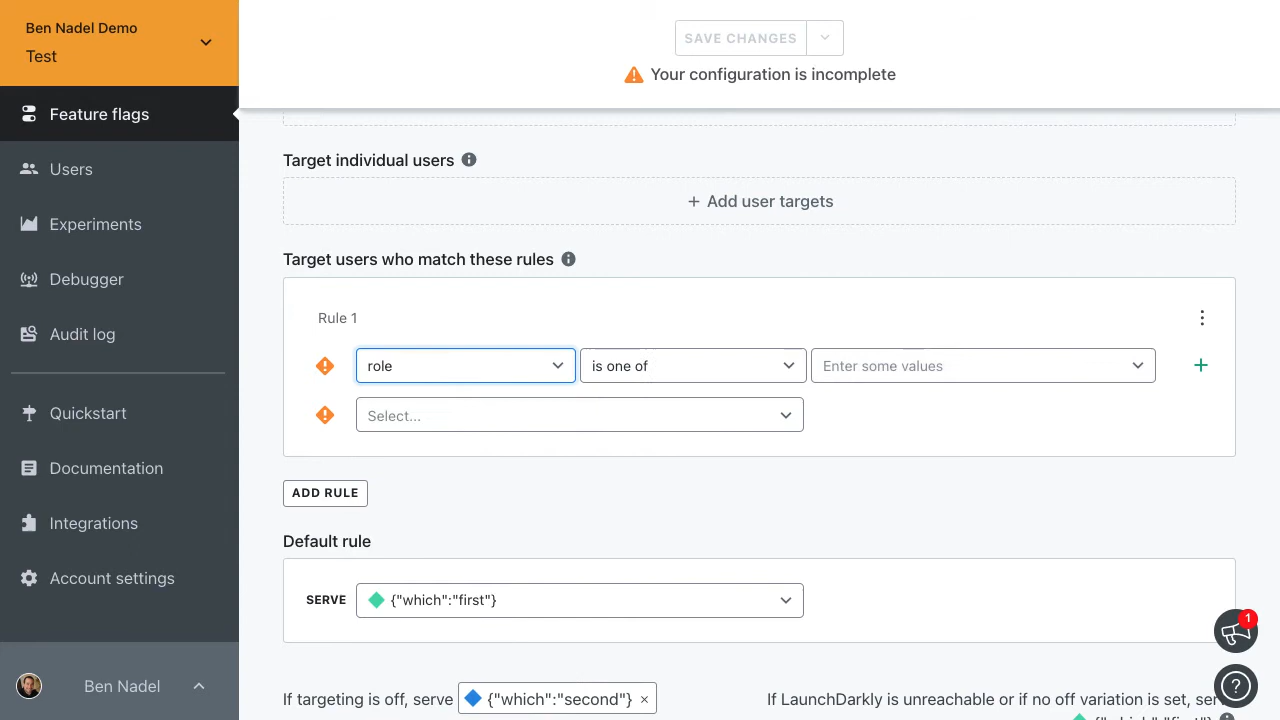 Ben Nadel Demo
Test
Feature flags
Users
Experiments
Debugger
Audit log
Quickstart
Documentation
Integrations
Account settings
Ben Nadel
SAVE CHANGES
Your configuration is incomplete
Target individual users
+ Add user targets
Target users who match these rules
Rule 1
role
is one of
Enter some values
Select...
ADD RULE
Default rule
SERVE
{"which":"first"}
If targeting is off, serve {"which":"second"} ×
If LaunchDarkly is unreachable or if no off variation is set,
1
?